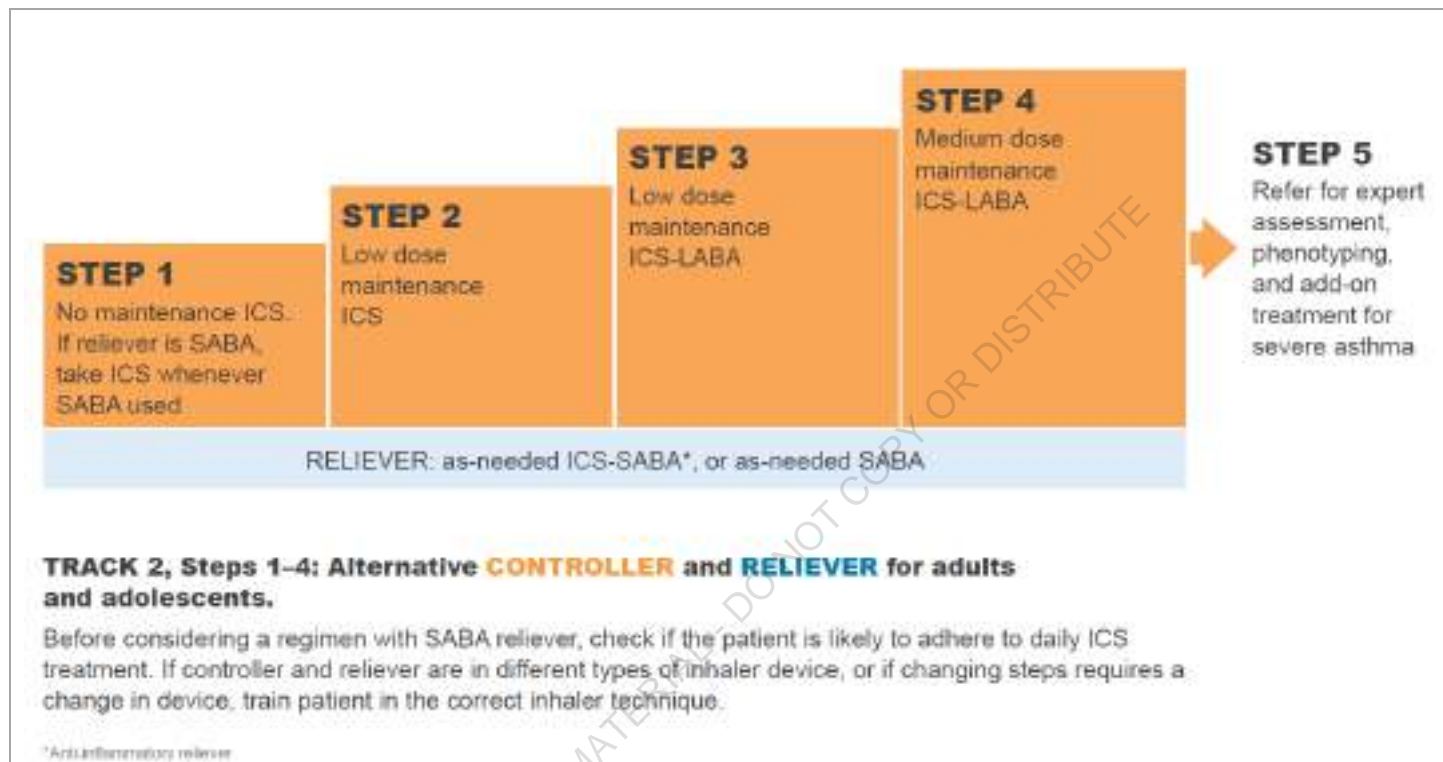 STEP 1
No maintenance ICS.
If reliever is SABA,
take ICS whenever
SABA used
STEP 2
Low dose
maintenance
ICS
STEP 3
Low dose
maintenance
ICS-LABA
STEP 4
Medium dose
maintenance
ICS-LABA
STEP 5
Refer for expert
assessment,
phenotyping,
and add-on
treatment for
severe asthma
RELIEVER: as-needed ICS-SABA*, or as-needed SABA
TRACK 2, Steps 1–4: Alternative CONTROLLER and RELIEVER for adults
and adolescents.
Before considering a regimen with SABA reliever, check if the patient is likely to adhere to daily ICS
treatment. If controller and reliever are in different types of inhaler device, or if changing steps requires a
change in device, train patient in the correct inhaler technique.
*Anti-inflammatory reliever
MATERIAL - DO NOT COPY OR DISTRIBUTE